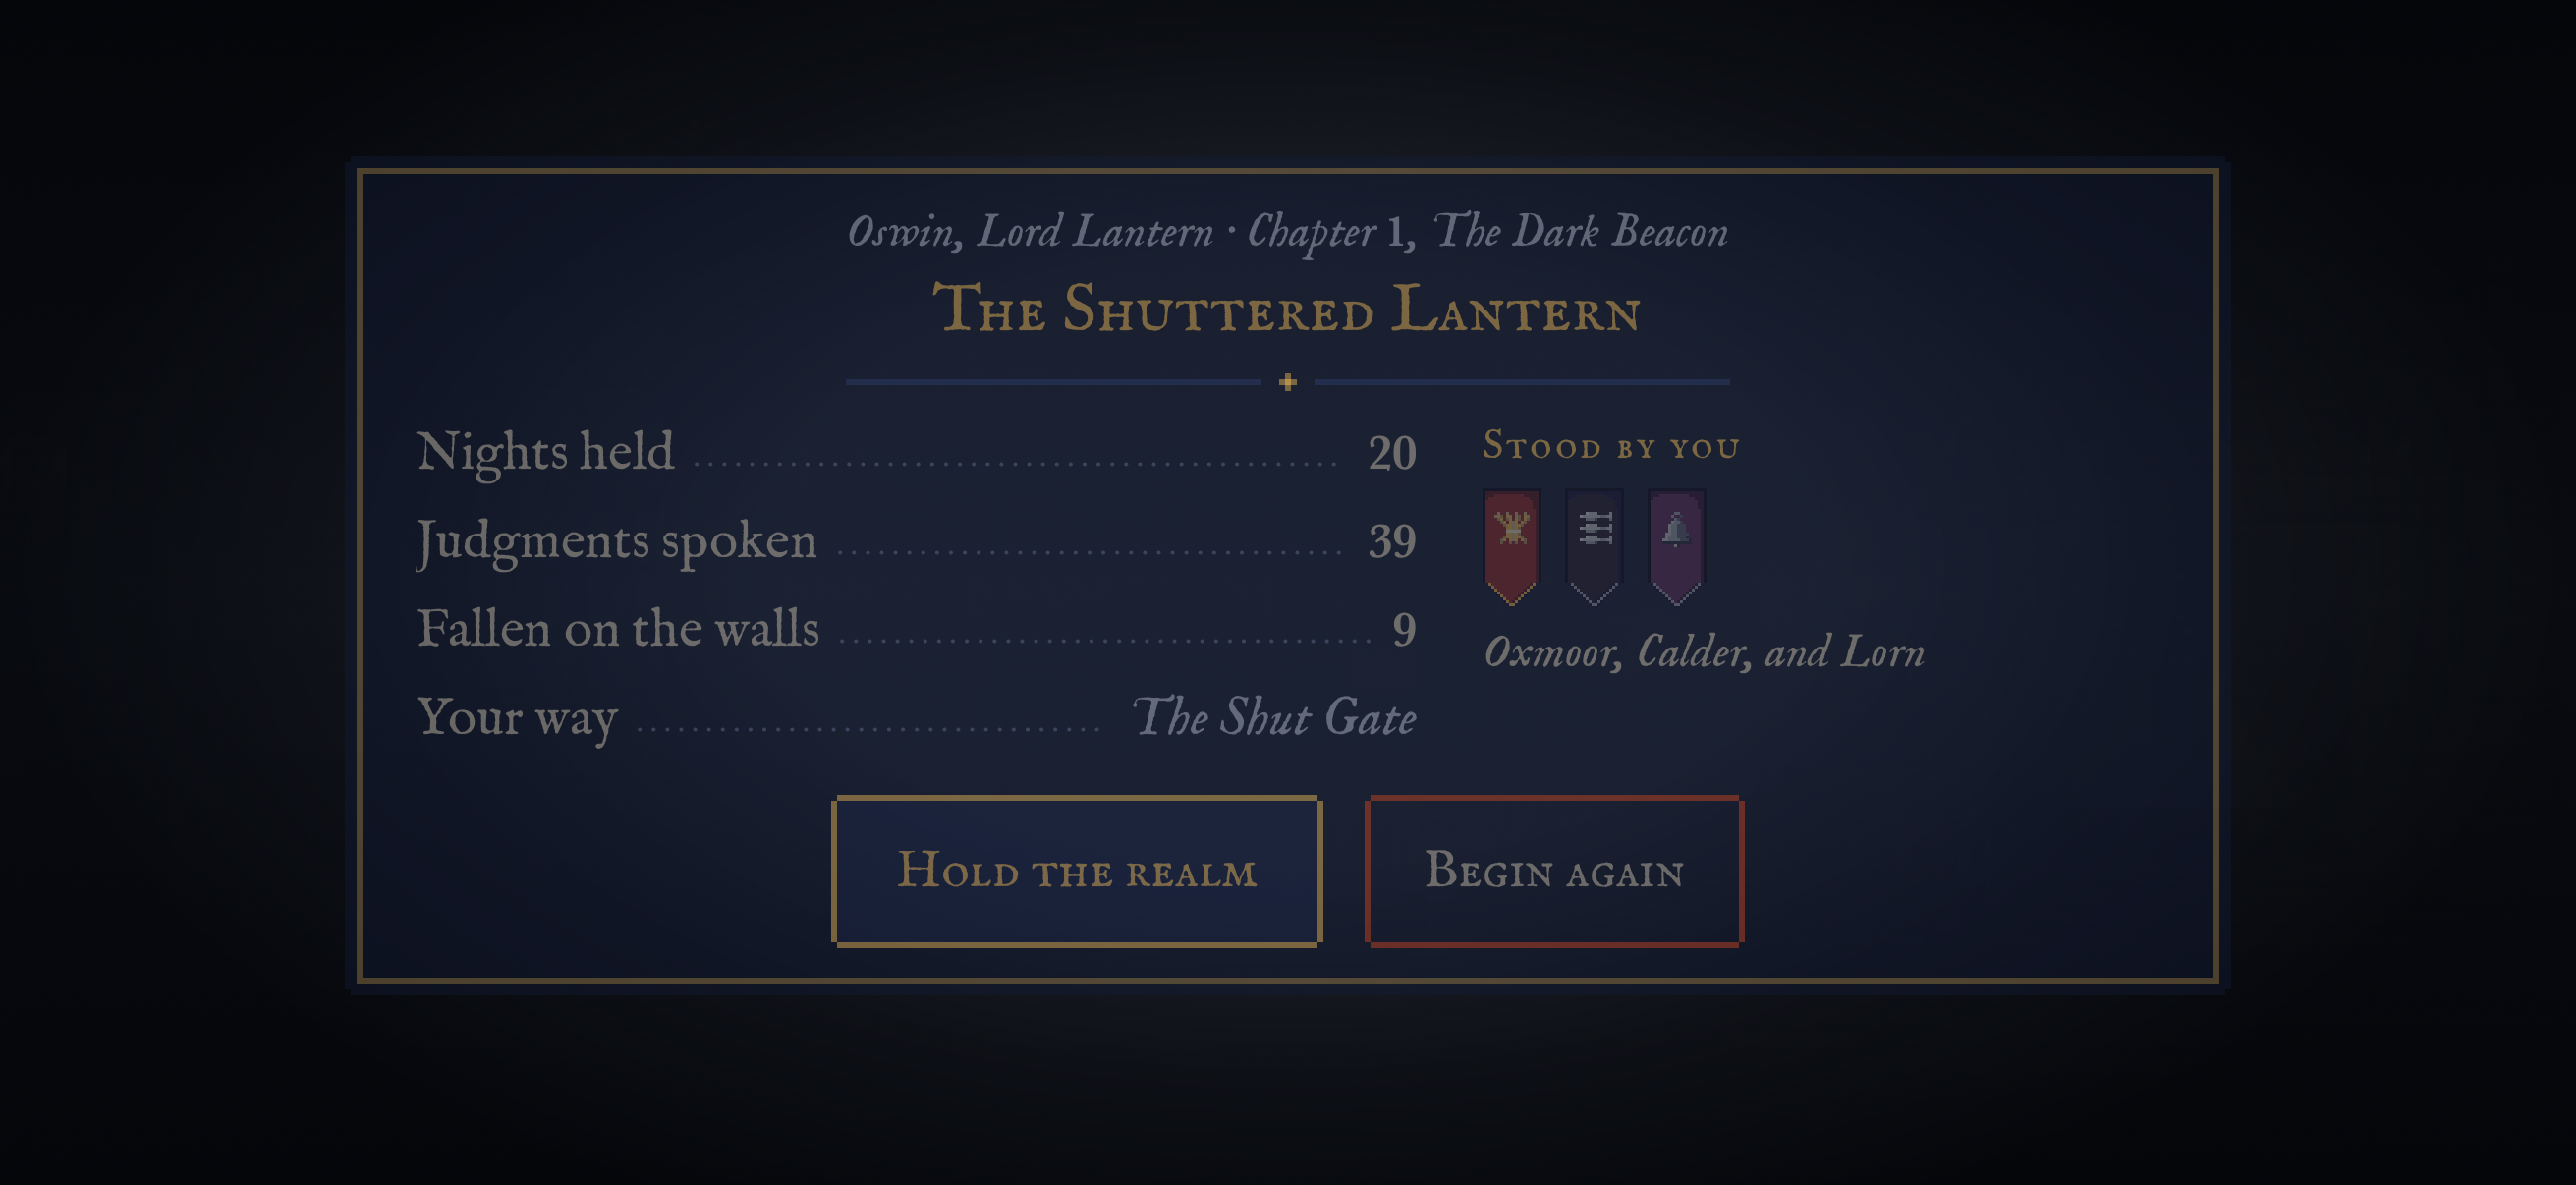 Oswin, Lord Lantern · Chapter 1, The Dark Beacon
The Shuttered Lantern
Nights held 20
Judgments spoken 39
Fallen on the walls 9
Your way The Shut Gate
Stood by you
Oxmoor, Calder, and Lorn
Hold the realm
Begin again